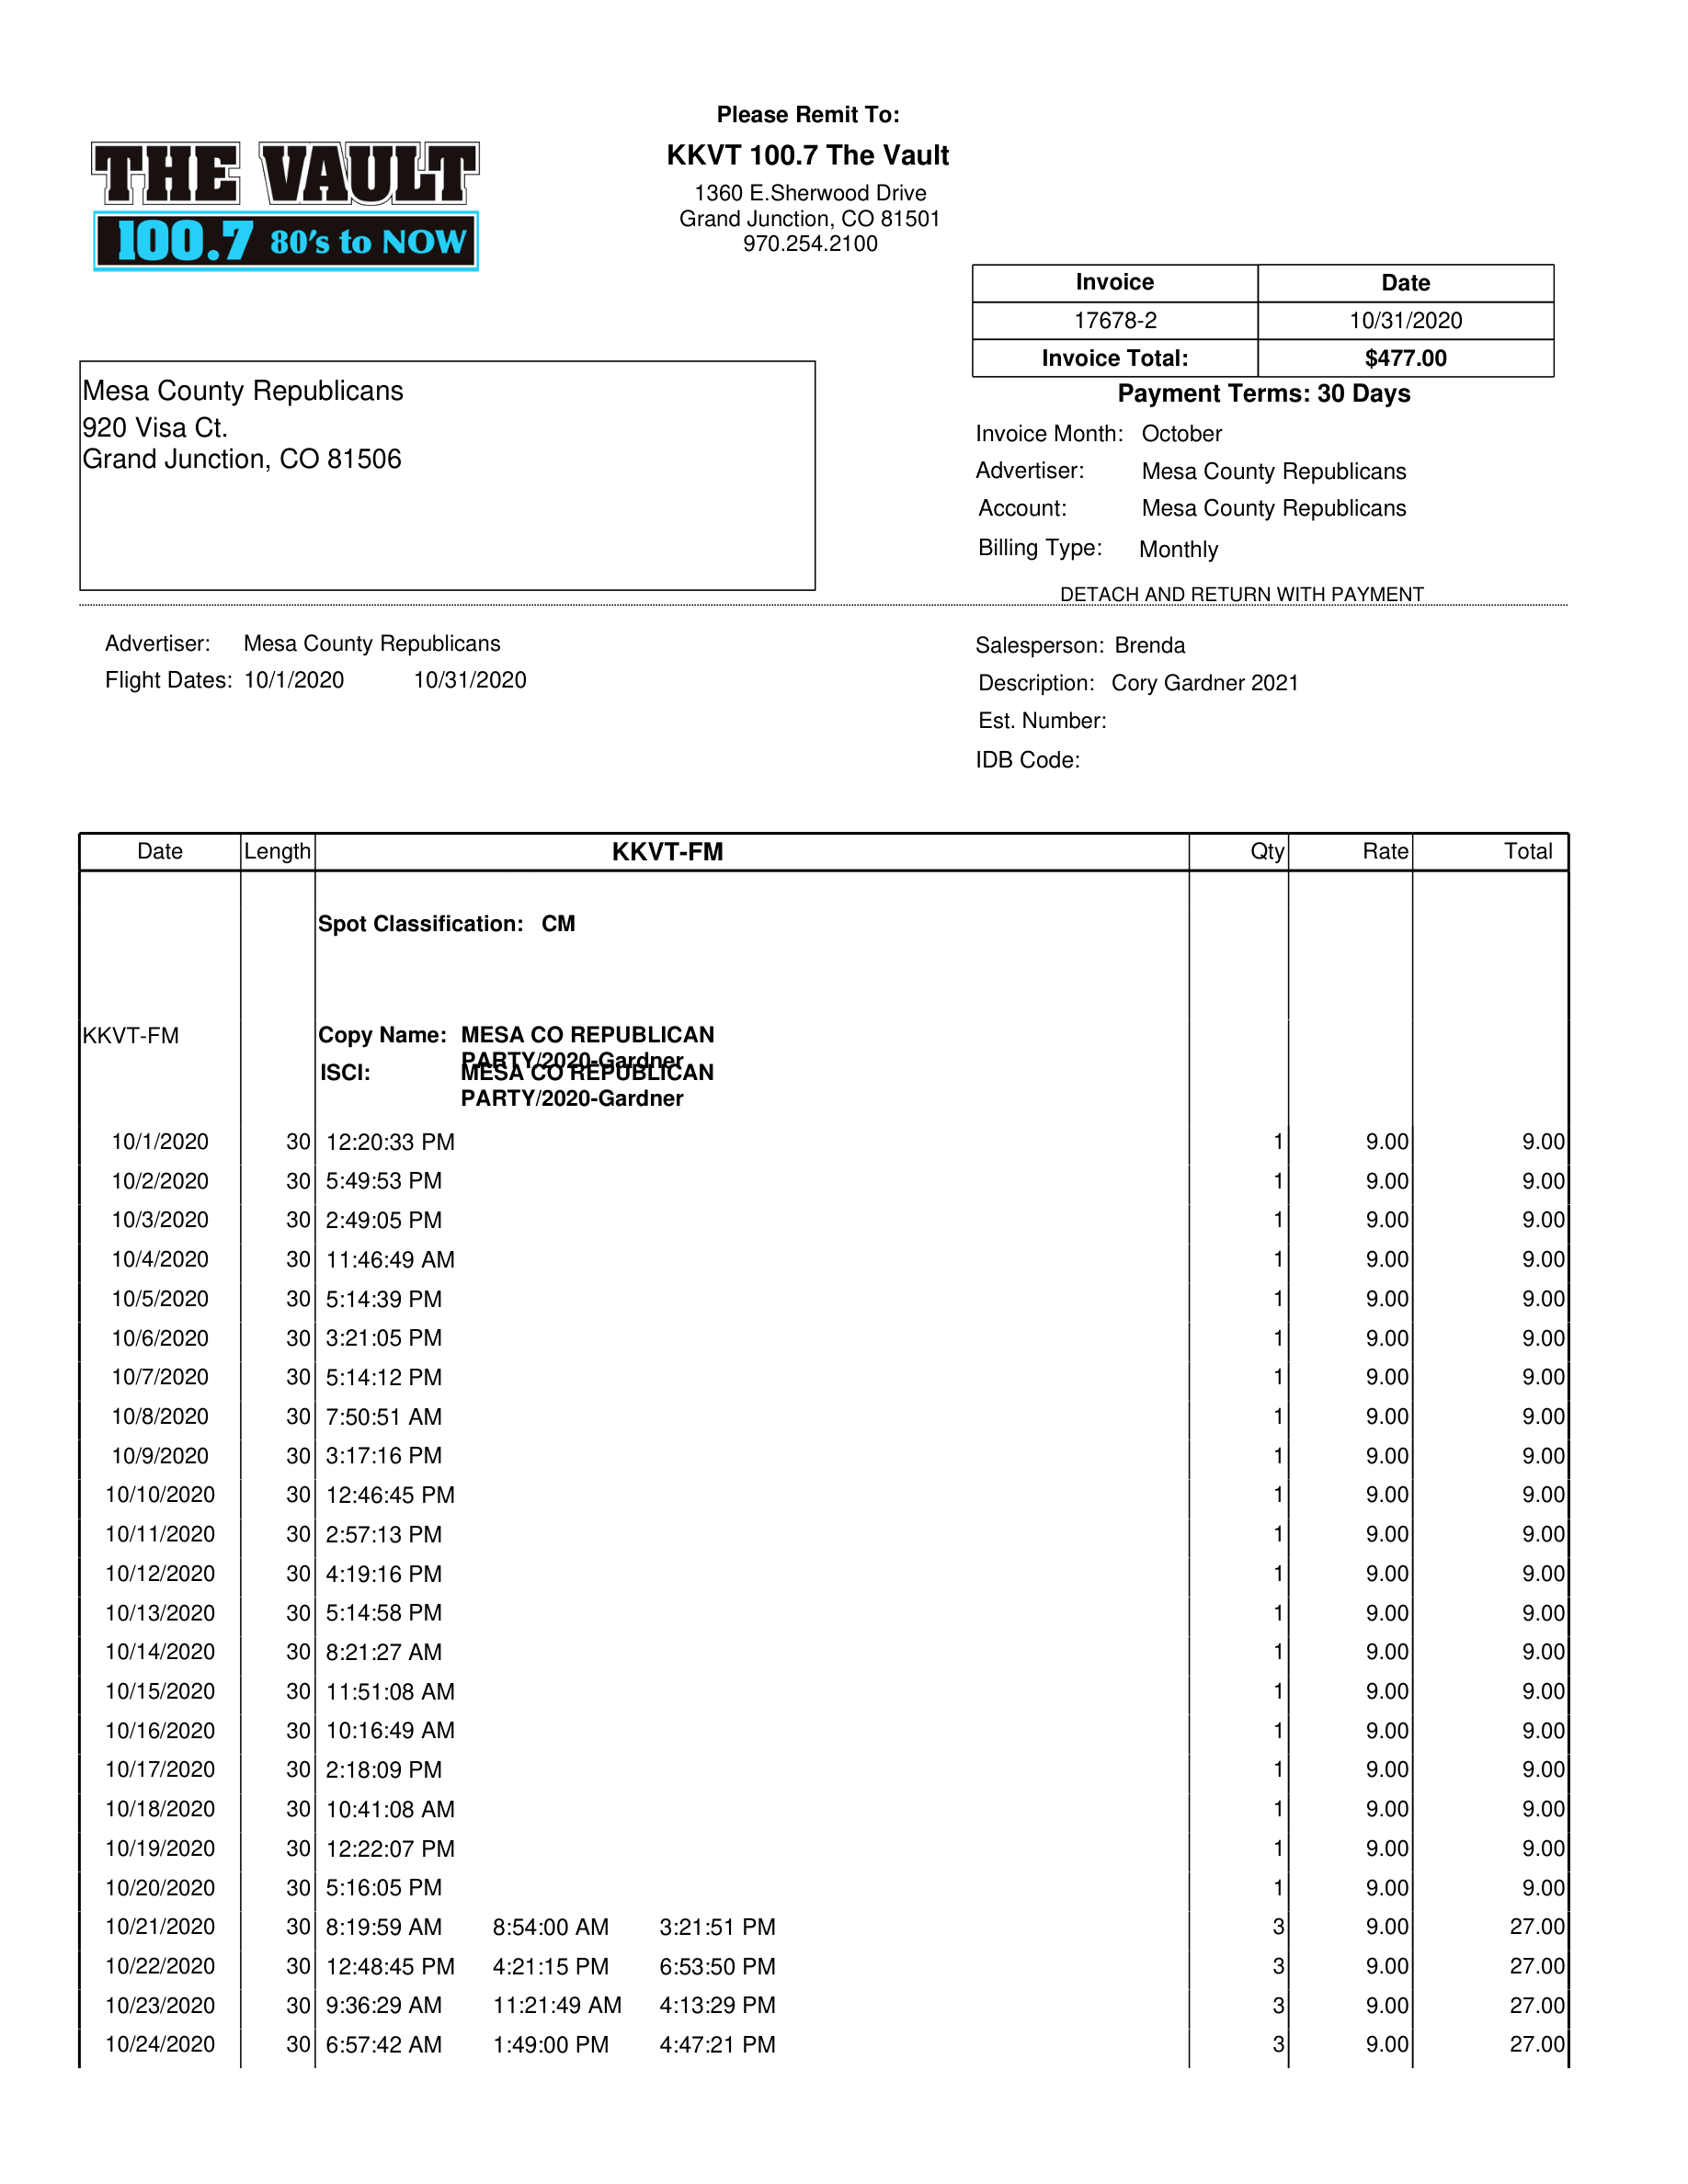 Please Remit To:
KKVT 100.7 The Vault
1360 E.Sherwood Drive
Grand Junction, CO 81501
970.254.2100
THE VAULT
100.7 80's to NOW
Invoice Date
17678-2 10/31/2020
Invoice Total: $477.00
Payment Terms: 30 Days
Mesa County Republicans
920 Visa Ct.
Grand Junction, CO 81506
Invoice Month: October
Advertiser: Mesa County Republicans
Account: Mesa County Republicans
Billing Type: Monthly
DETACH AND RETURN WITH PAYMENT
Advertiser: Mesa County Republicans
Flight Dates: 10/1/2020 10/31/2020
Salesperson: Brenda
Description: Cory Gardner 2021
Est. Number:
IDB Code:
Date Length KKVT-FM Qty Rate Total
Spot Classification: CM
KKVT-FM Copy Name: MESA CO REPUBLICAN
PARTY/2020-Gardner
ISCI: MESA CO REPUBLICAN
PARTY/2020-Gardner
10/1/2020 30 12:20:33 PM 1 9.00 9.00
10/2/2020 30 5:49:53 PM 1 9.00 9.00
10/3/2020 30 2:49:05 PM 1 9.00 9.00
10/4/2020 30 11:46:49 AM 1 9.00 9.00
10/5/2020 30 5:14:39 PM 1 9.00 9.00
10/6/2020 30 3:21:05 PM 1 9.00 9.00
10/7/2020 30 5:14:12 PM 1 9.00 9.00
10/8/2020 30 7:50:51 AM 1 9.00 9.00
10/9/2020 30 3:17:16 PM 1 9.00 9.00
10/10/2020 30 12:46:45 PM 1 9.00 9.00
10/11/2020 30 2:57:13 PM 1 9.00 9.00
10/12/2020 30 4:19:16 PM 1 9.00 9.00
10/13/2020 30 5:14:58 PM 1 9.00 9.00
10/14/2020 30 8:21:27 AM 1 9.00 9.00
10/15/2020 30 11:51:08 AM 1 9.00 9.00
10/16/2020 30 10:16:49 AM 1 9.00 9.00
10/17/2020 30 2:18:09 PM 1 9.00 9.00
10/18/2020 30 10:41:08 AM 1 9.00 9.00
10/19/2020 30 12:22:07 PM 1 9.00 9.00
10/20/2020 30 5:16:05 PM 1 9.00 9.00
10/21/2020 30 8:19:59 AM 8:54:00 AM 3:21:51 PM 3 9.00 27.00
10/22/2020 30 12:48:45 PM 4:21:15 PM 6:53:50 PM 3 9.00 27.00
10/23/2020 30 9:36:29 AM 11:21:49 AM 4:13:29 PM 3 9.00 27.00
10/24/2020 30 6:57:42 AM 1:49:00 PM 4:47:21 PM 3 9.00 27.00